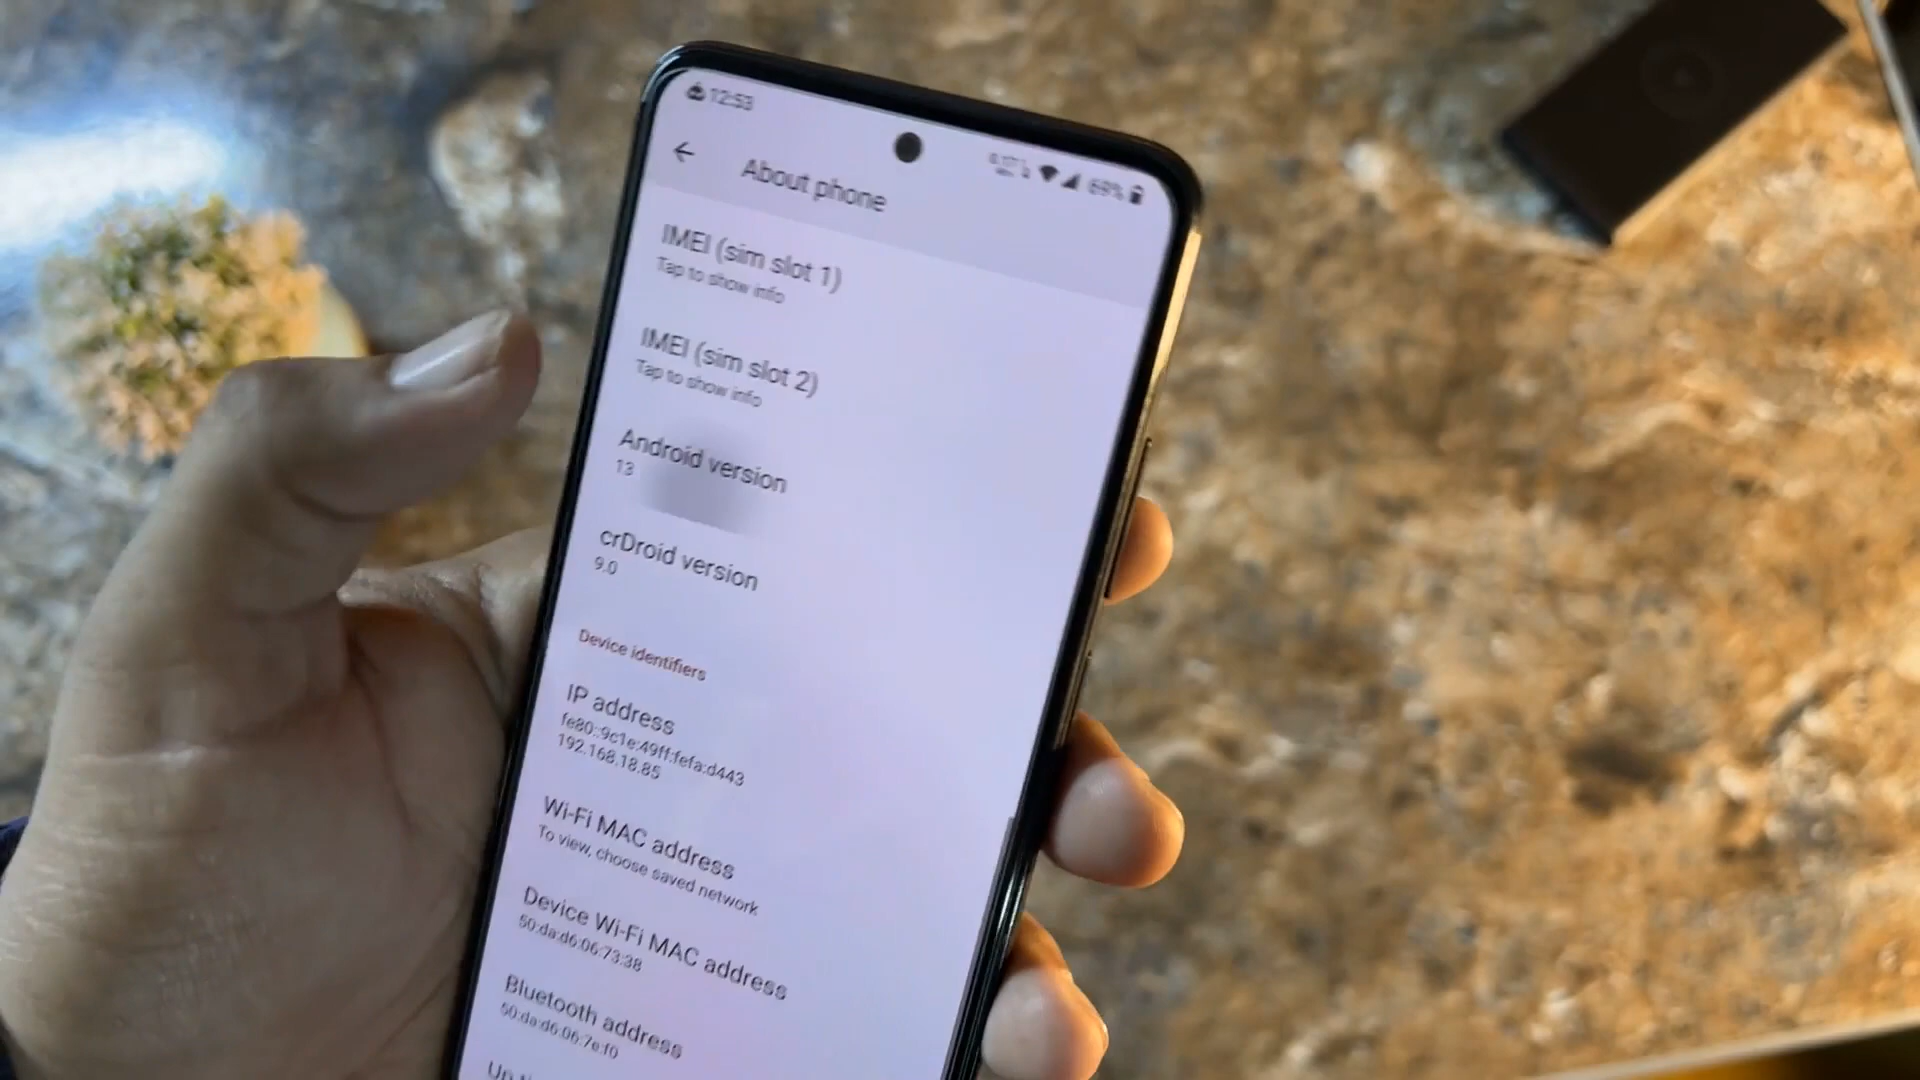 12:53
69%
About phone
IMEI (sim slot 1)
Tap to show info
IMEI (sim slot 2)
Tap to show info
Android version
13
crDroid version
9.0
Device identifiers
IP address
fe80::9c1e:49ff:fefa:d443
192.168.18.85
Wi-Fi MAC address
To view, choose saved network
Device Wi-Fi MAC address
50:da:d6:06:73:38
Bluetooth address
50:da:d6:06:7e:f0